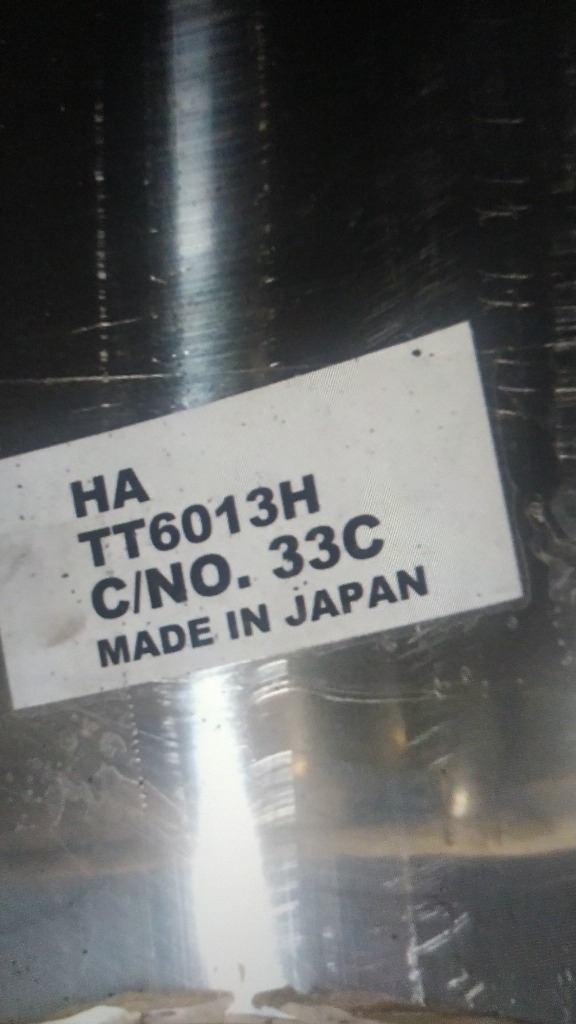 HA
TT6013H
C/NO. 33C
MADE IN JAPAN